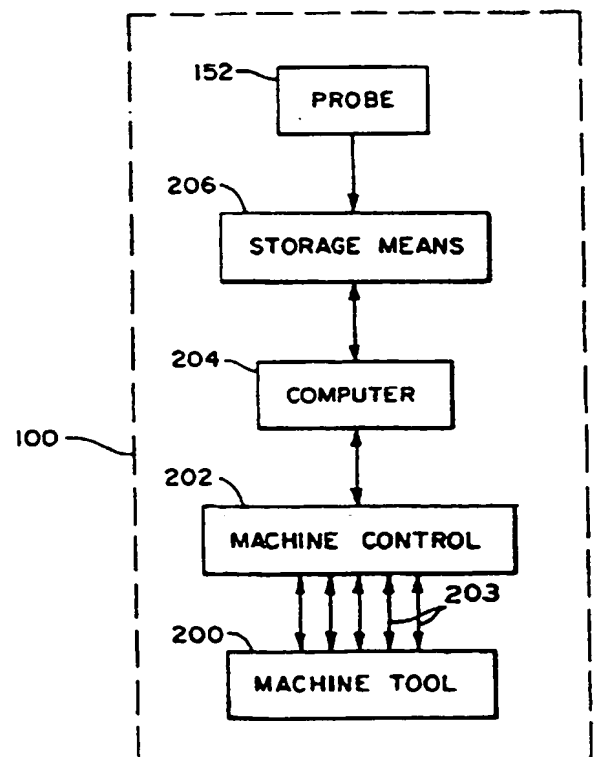 152
PROBE
206
STORAGE MEANS
204
COMPUTER
100
202
MACHINE CONTROL
203
200
MACHINE TOOL